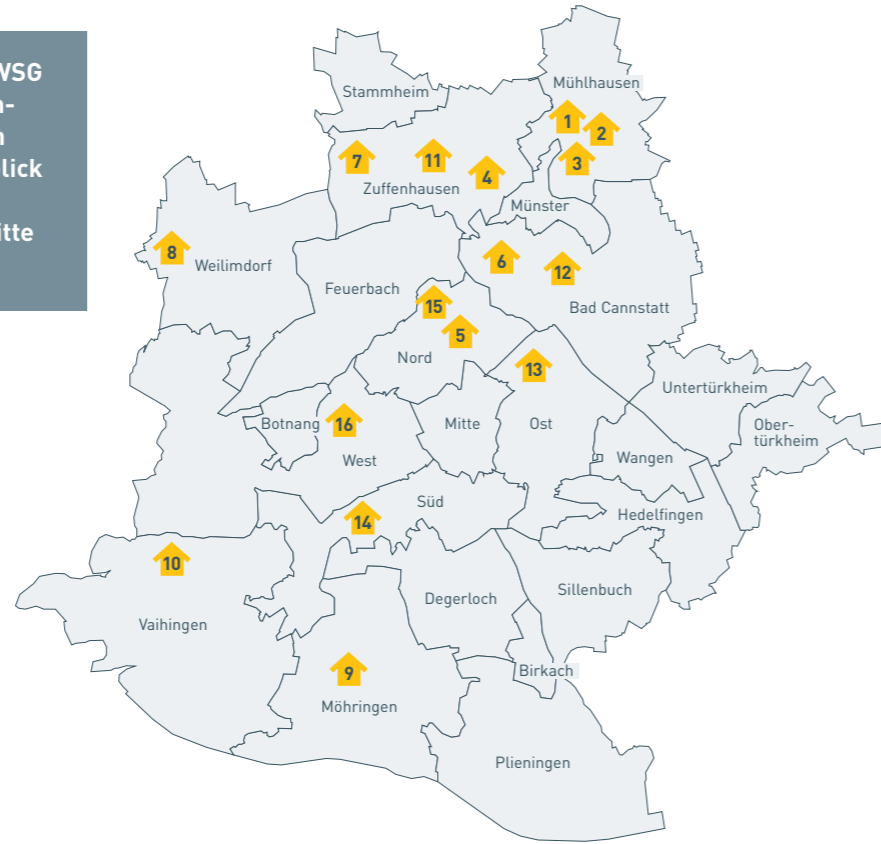 WSG
n-
n
lick
itte
Stammheim
Mühlhausen
1
2
3
7
11
4
Zuffenhausen
Münster
8
Weilimdorf
6
12
Feuerbach
Bad Cannstatt
15
5
Nord
13
Untertürkheim
Botnang
16
Mitte
Ost
Ober-
türkheim
West
Wangen
Süd
14
Hedelfingen
10
Degerloch
Sillenbuch
Vaihingen
9
Birkach
Möhringen
Plieningen